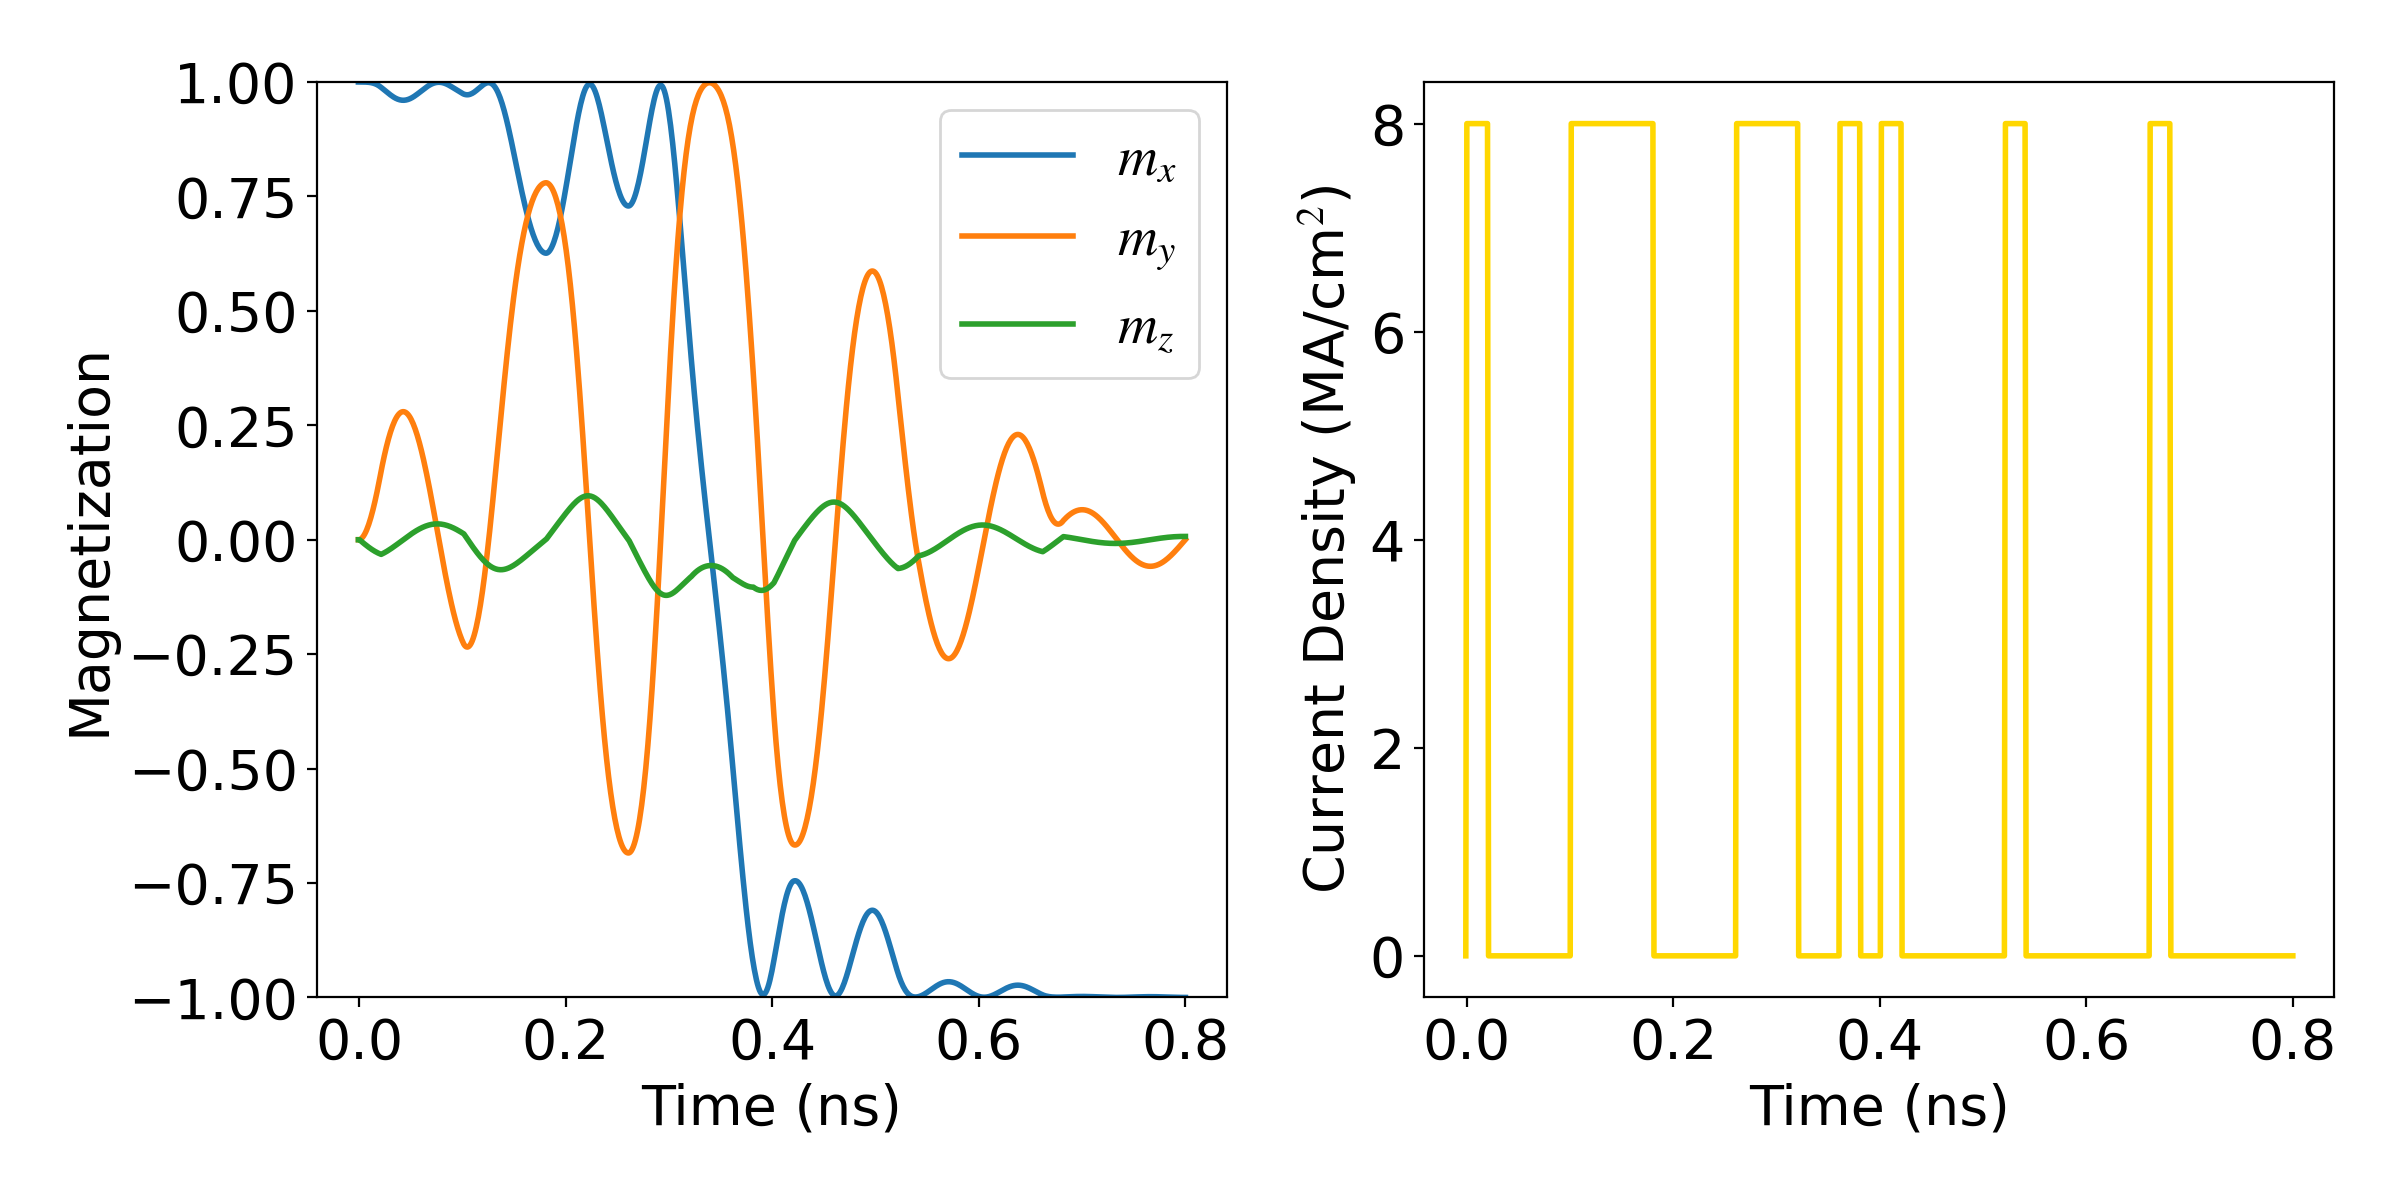 1.00
0.75
0.50
0.25
0.00
−0.25
−0.50
−0.75
−1.00
Magnetization
0.0 0.2 0.4 0.6 0.8
Time (ns)
mₓ
m_y
m_z
8
6
4
2
0
Current Density (MA/cm²)
0.0 0.2 0.4 0.6 0.8
Time (ns)